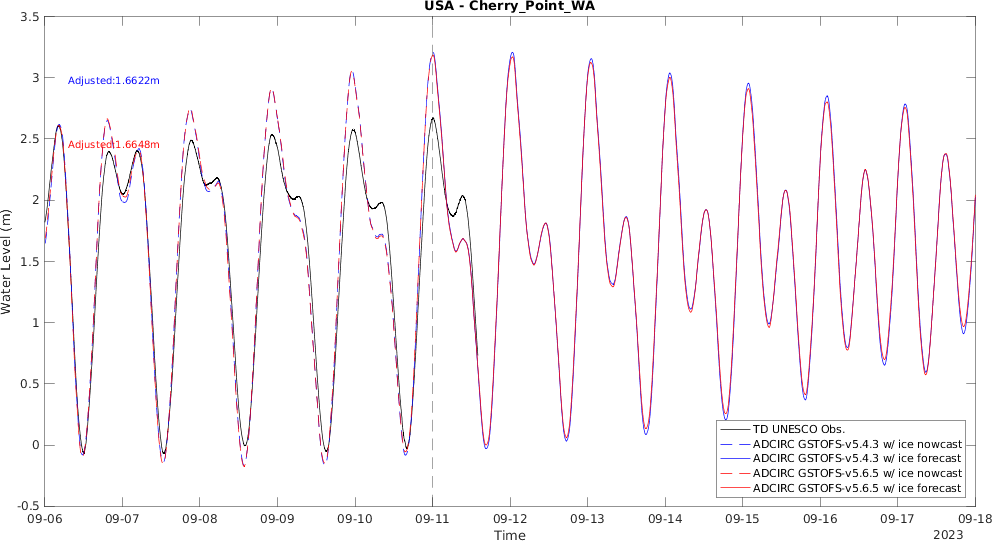 USA - Cherry_Point_WA
3.5
3
2.5
2
1.5
1
0.5
0
-0.5
Water Level (m)
Adjusted:1.6622m
Adjusted:1.6648m
TD UNESCO Obs.
ADCIRC GSTOFS-v5.4.3 w/ ice nowcast
ADCIRC GSTOFS-v5.4.3 w/ ice forecast
ADCIRC GSTOFS-v5.6.5 w/ ice nowcast
ADCIRC GSTOFS-v5.6.5 w/ ice forecast
09-06 09-07 09-08 09-09 09-10 09-11 09-12 09-13 09-14 09-15 09-16 09-17 09-18
Time
2023